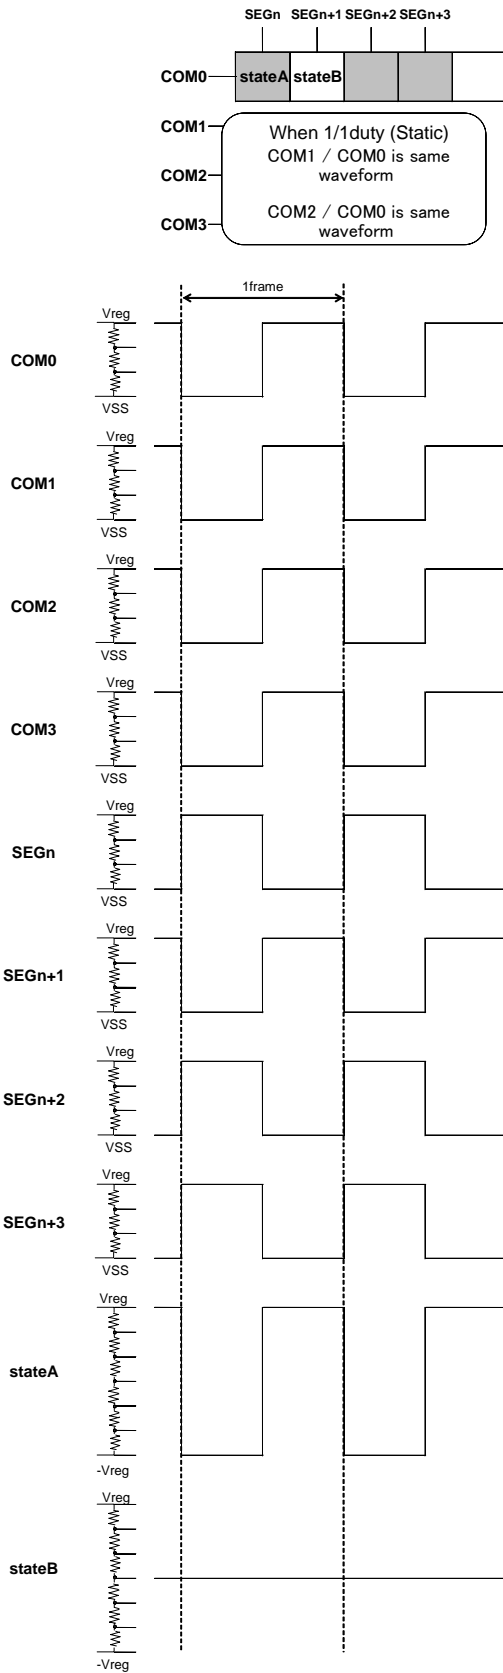 SEGn SEGn+1 SEGn+2 SEGn+3
COM0 stateA stateB
COM1
COM2
COM3
When 1/1duty (Static)
COM1 / COM0 is same
waveform
COM2 / COM0 is same
waveform
1frame
Vreg
COM0
VSS
Vreg
COM1
VSS
Vreg
COM2
VSS
Vreg
COM3
VSS
Vreg
SEGn
VSS
Vreg
SEGn+1
VSS
Vreg
SEGn+2
VSS
Vreg
SEGn+3
VSS
Vreg
stateA
-Vreg
Vreg
stateB
-Vreg